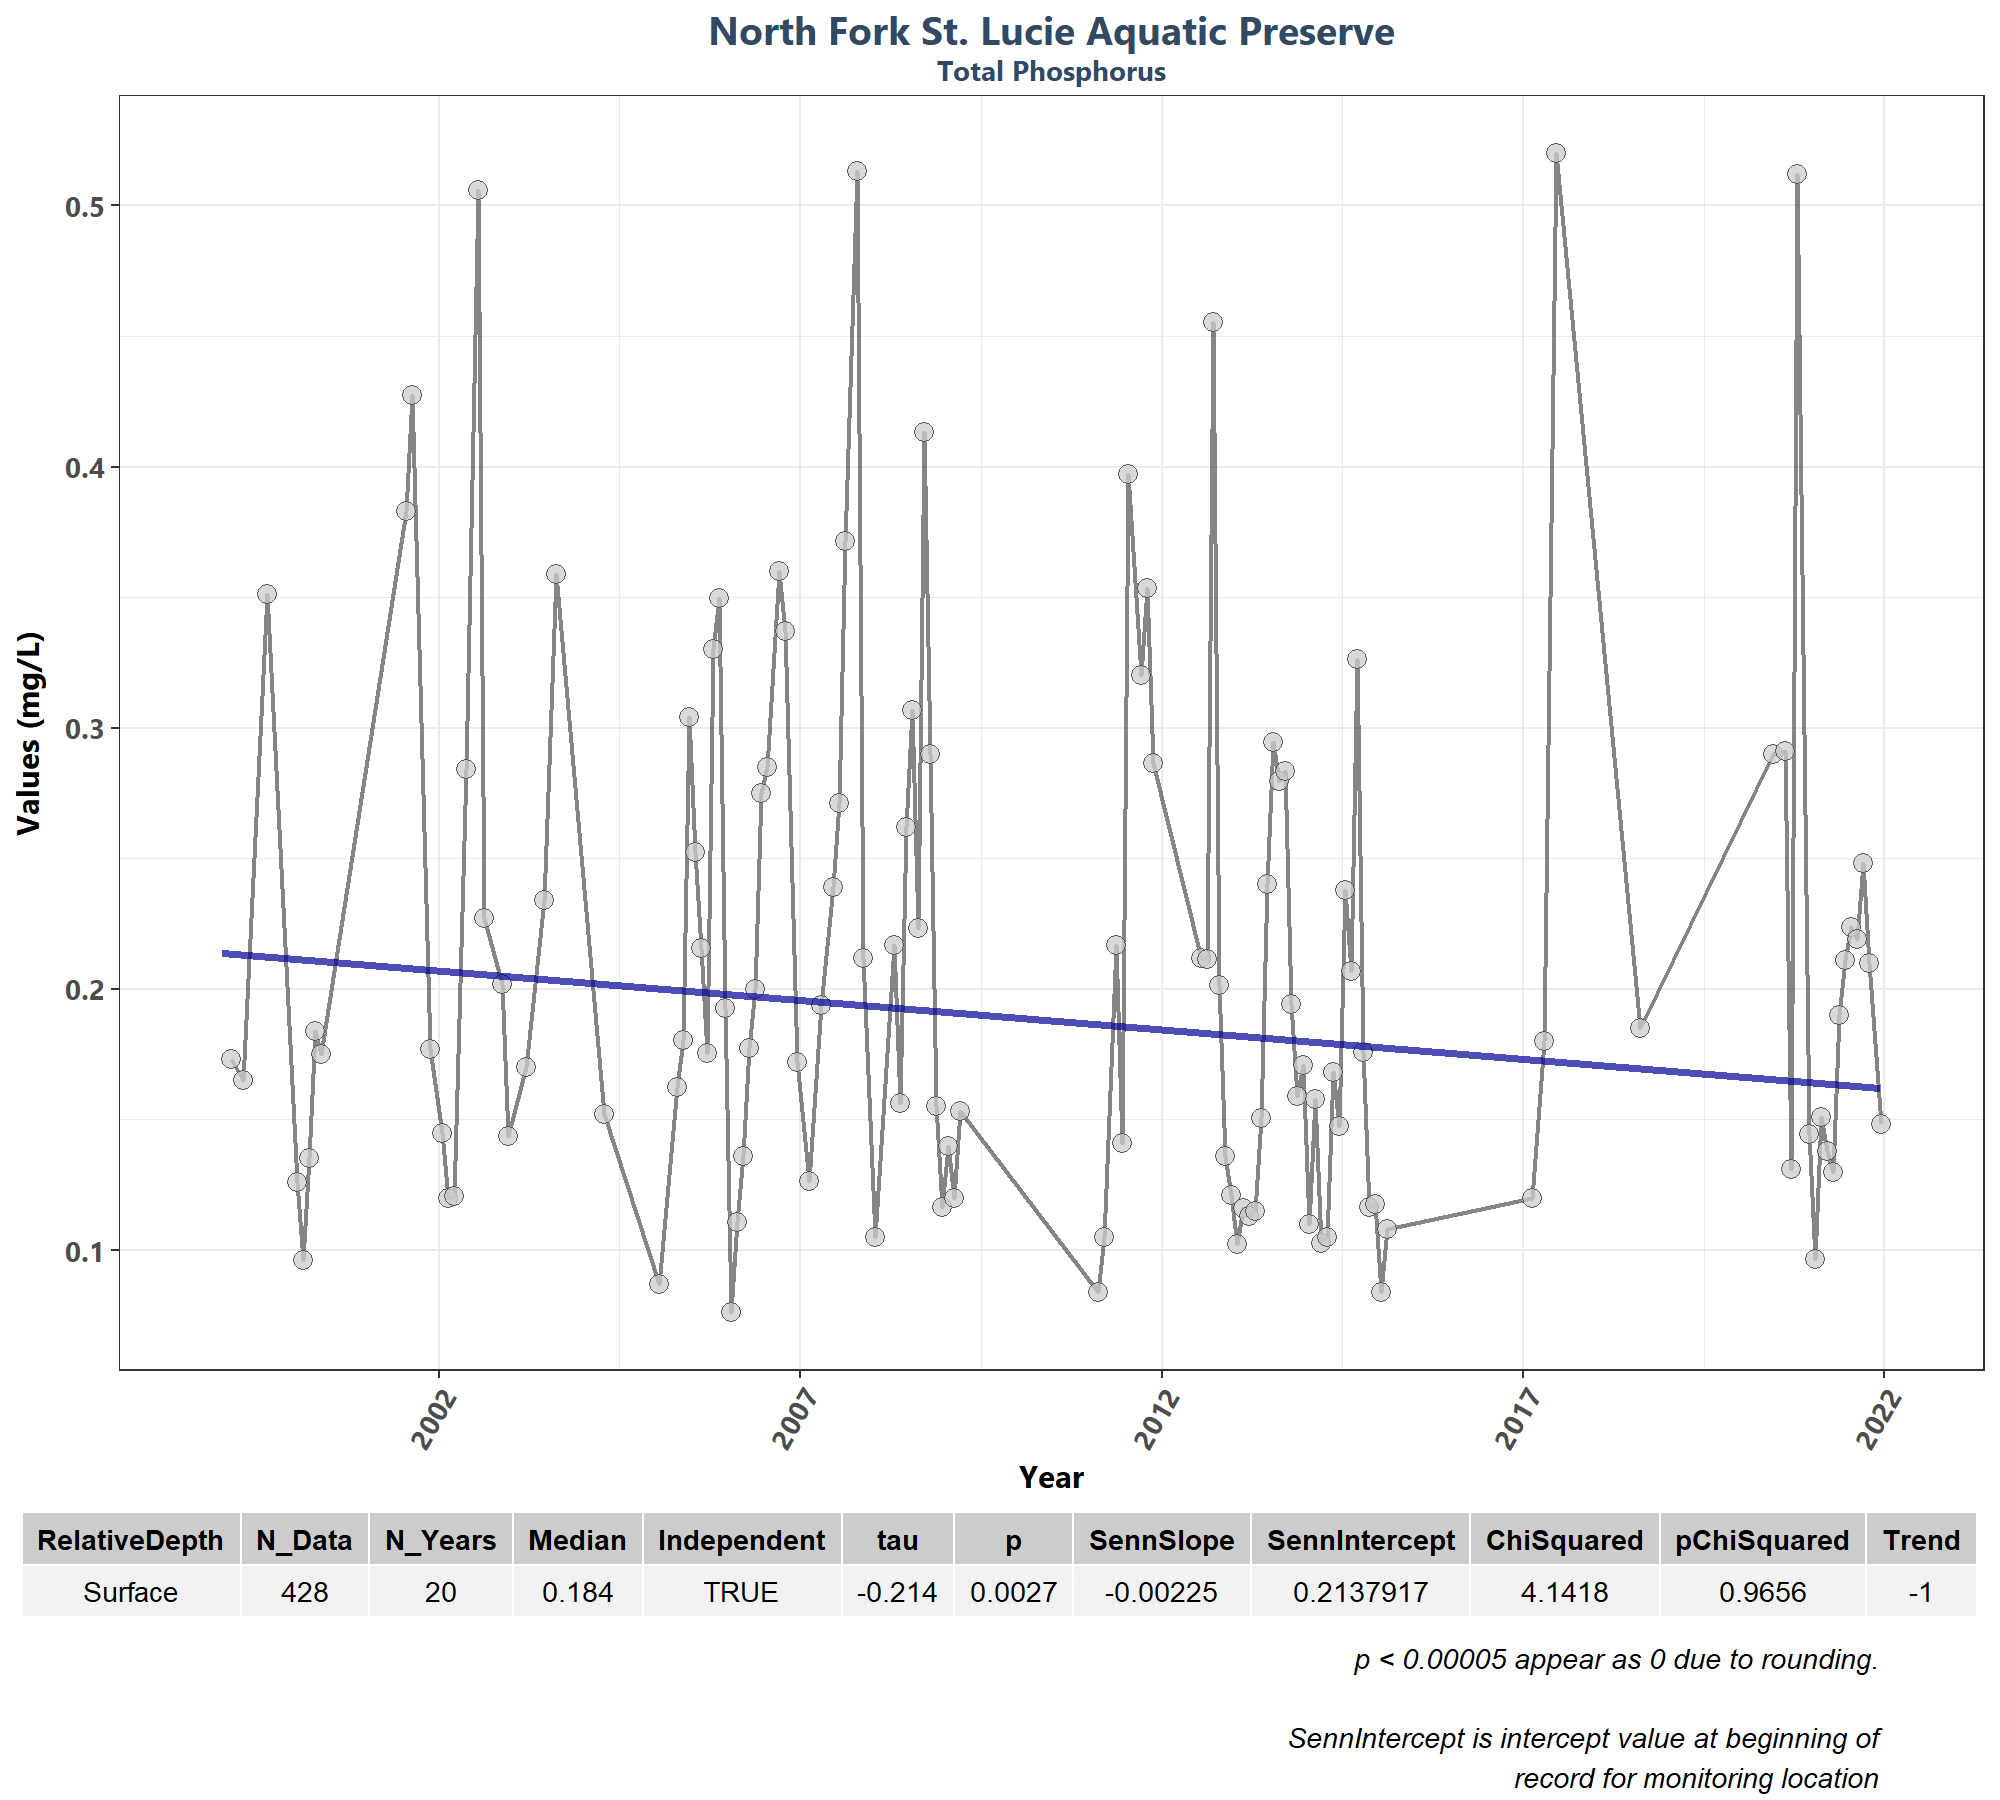 North Fork St. Lucie Aquatic Preserve
Total Phosphorus
Values (mg/L)
0.5
0.4
0.3
0.2
0.1
2002 2007 2012 2017 2022
Year
RelativeDepth N_Data N_Years Median Independent tau p SennSlope SennIntercept ChiSquared pChiSquared Trend
Surface 428 20 0.184 TRUE -0.214 0.0027 -0.00225 0.2137917 4.1418 0.9656 -1
p < 0.00005 appear as 0 due to rounding.
SennIntercept is intercept value at beginning of
record for monitoring location